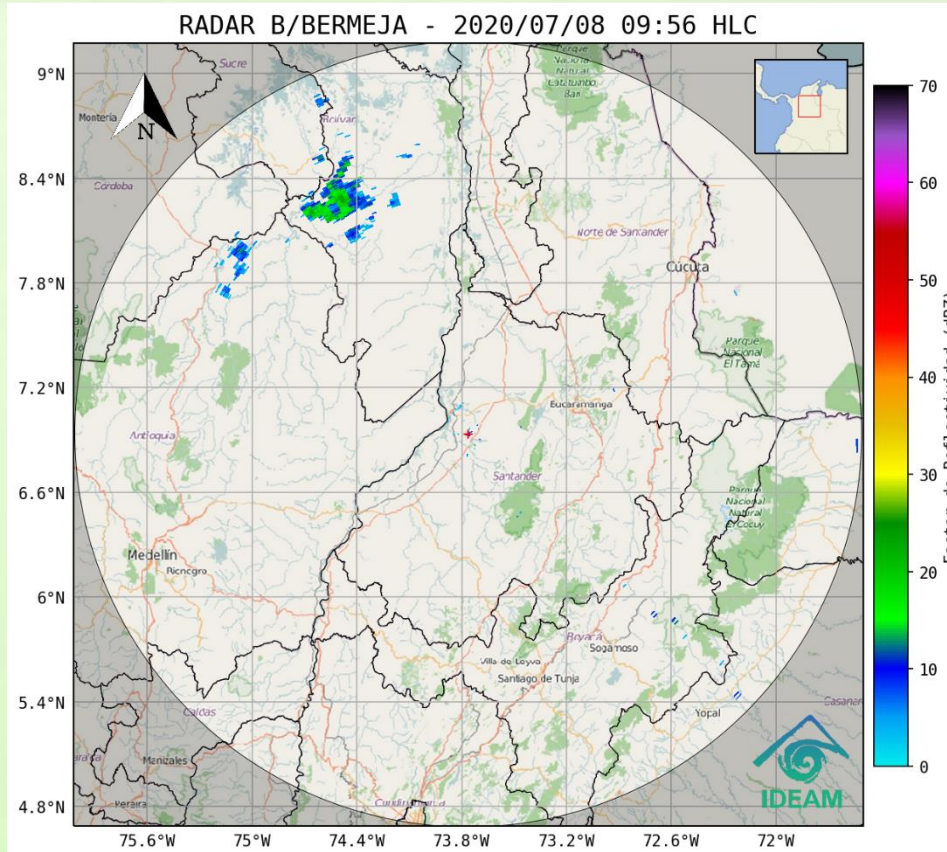 RADAR B/BERMEJA - 2020/07/08 09:56 HLC
9°N
8.4°N
7.8°N
7.2°N
6.6°N
6°N
5.4°N
4.8°N
75.6°W
75°W
74.4°W
73.8°W
73.2°W
72.6°W
72°W
N
Sucre
Montería
Bolívar
Córdoba
Parque
Nacional
Natural
Catatumbo
Bari
Norte de Santander
Cúcuta
Parque
Nacional
El Tamá
Bucaramanga
Antioquia
Santander
Parque
Nacional
Natural
El Cocuy
Medellín
Rionegro
Boyacá
Sogamoso
Villa de Leyva
Santiago de Tunja
Caldas
Yopal
Casanar
Manizales
Pereira
Cundinamarca
IDEAM
70
60
50
40
30
20
10
0